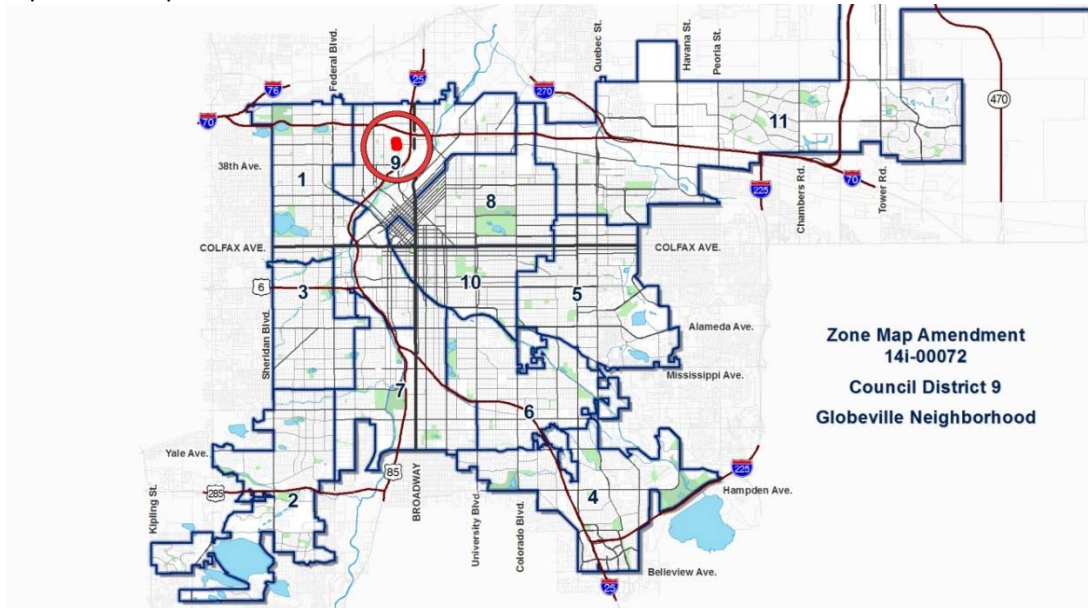 Federal Blvd.
25
Quebec St.
Havana St.
Peoria St.
76
270
470
70
11
38th Ave.
9
1
225
Chambers Rd.
70
Tower Rd.
8
COLFAX AVE.
COLFAX AVE.
10
3
6
5
Sheridan Blvd.
Alameda Ave.
Zone Map Amendment
14i-00072
Mississippi Ave.
Council District 9
7
6
Globeville Neighborhood
Yale Ave.
85
225
Kipling St.
285
2
BROADWAY
University Blvd.
Colorado Blvd.
4
Hampden Ave.
Belleview Ave.
25